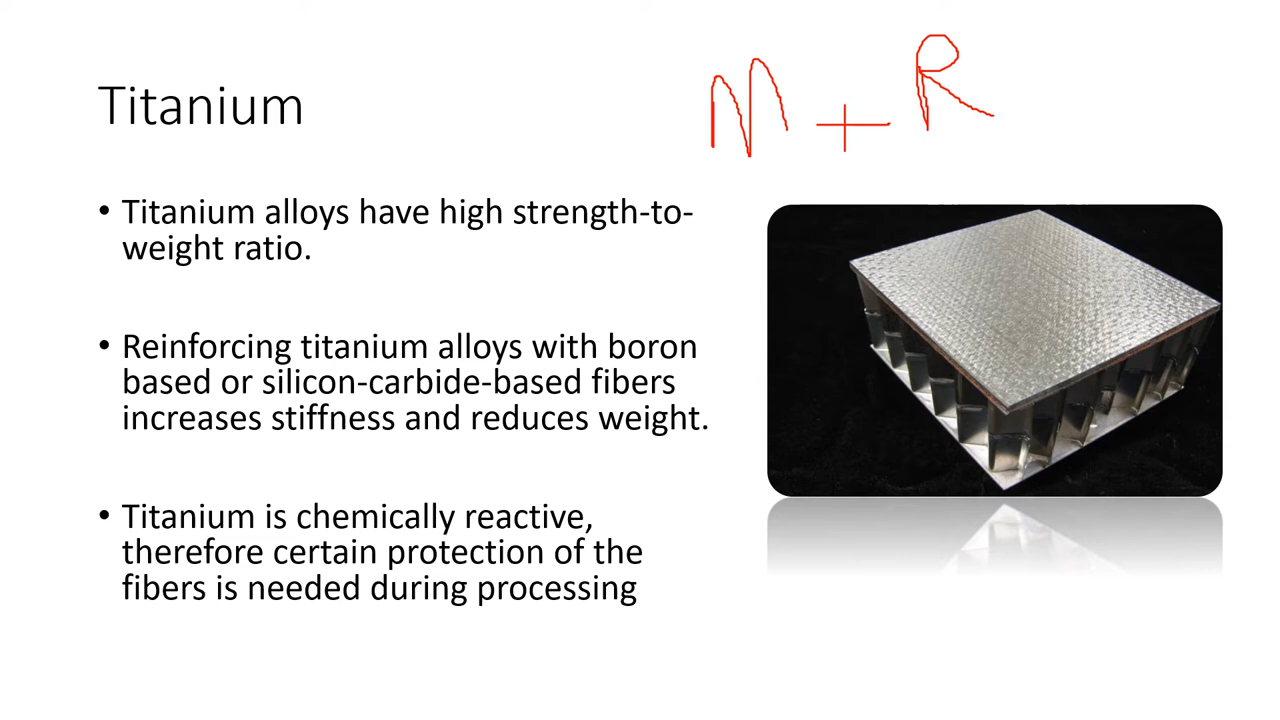 Titanium
M + R
• Titanium alloys have high strength-to-
weight ratio.
• Reinforcing titanium alloys with boron
based or silicon-carbide-based fibers
increases stiffness and reduces weight.
• Titanium is chemically reactive,
therefore certain protection of the
fibers is needed during processing